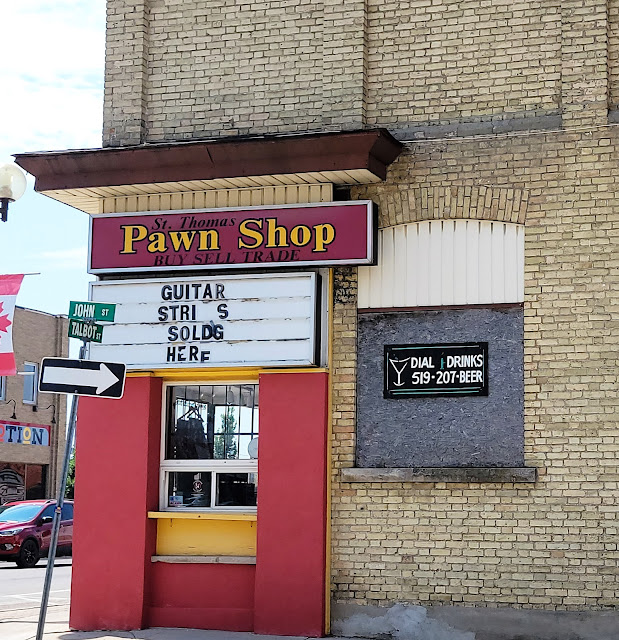 St. Thomas
Pawn Shop
BUY SELL TRADE
GUITAR
STRI S
SOLDG
HERE
JOHN ST
TALBOT ST
DIAL A DRINKS
519-207-BEER
TION